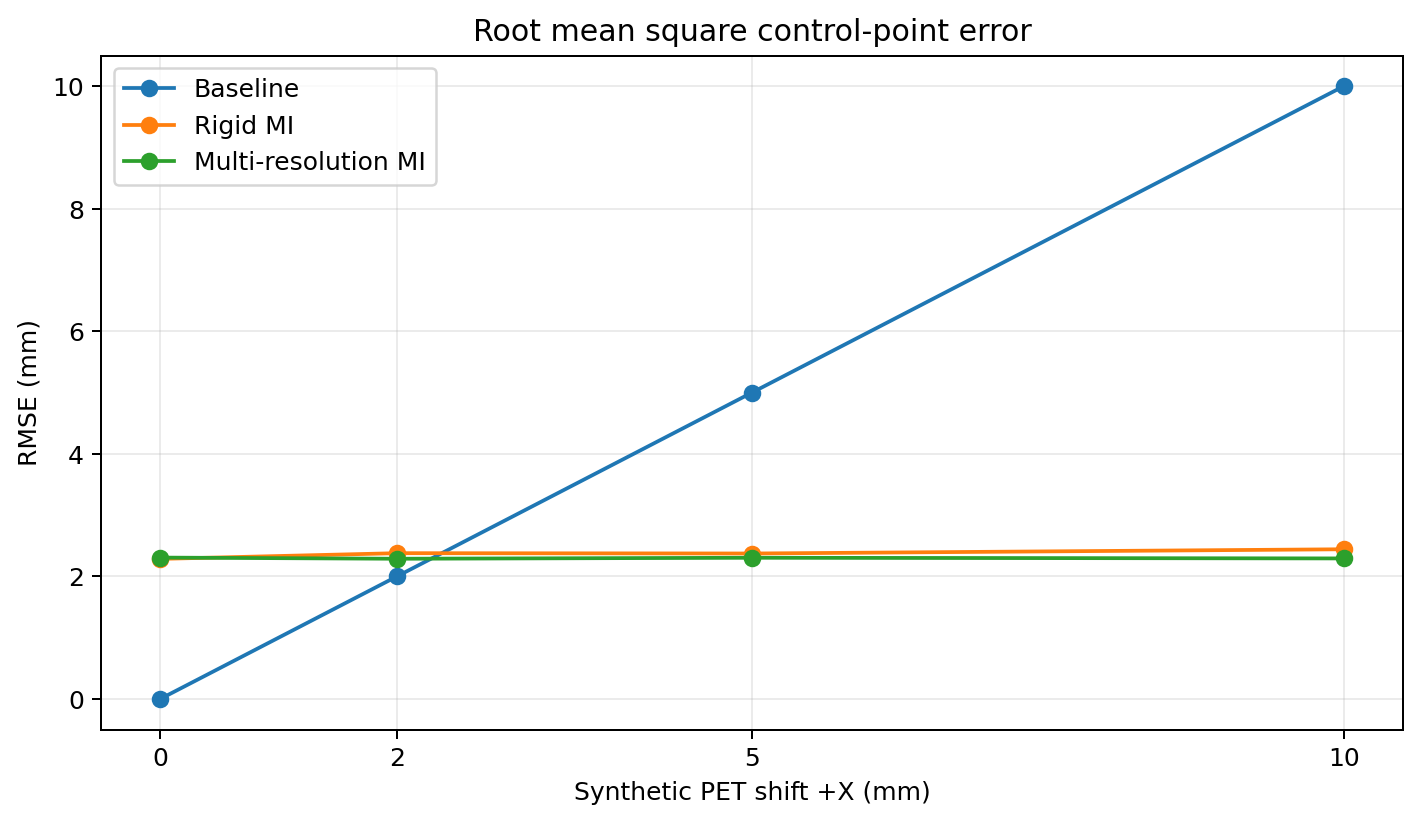 Root mean square control-point error
Baseline
Rigid MI
Multi-resolution MI
10
8
6
4
2
0
RMSE (mm)
0 2 5 10
Synthetic PET shift +X (mm)